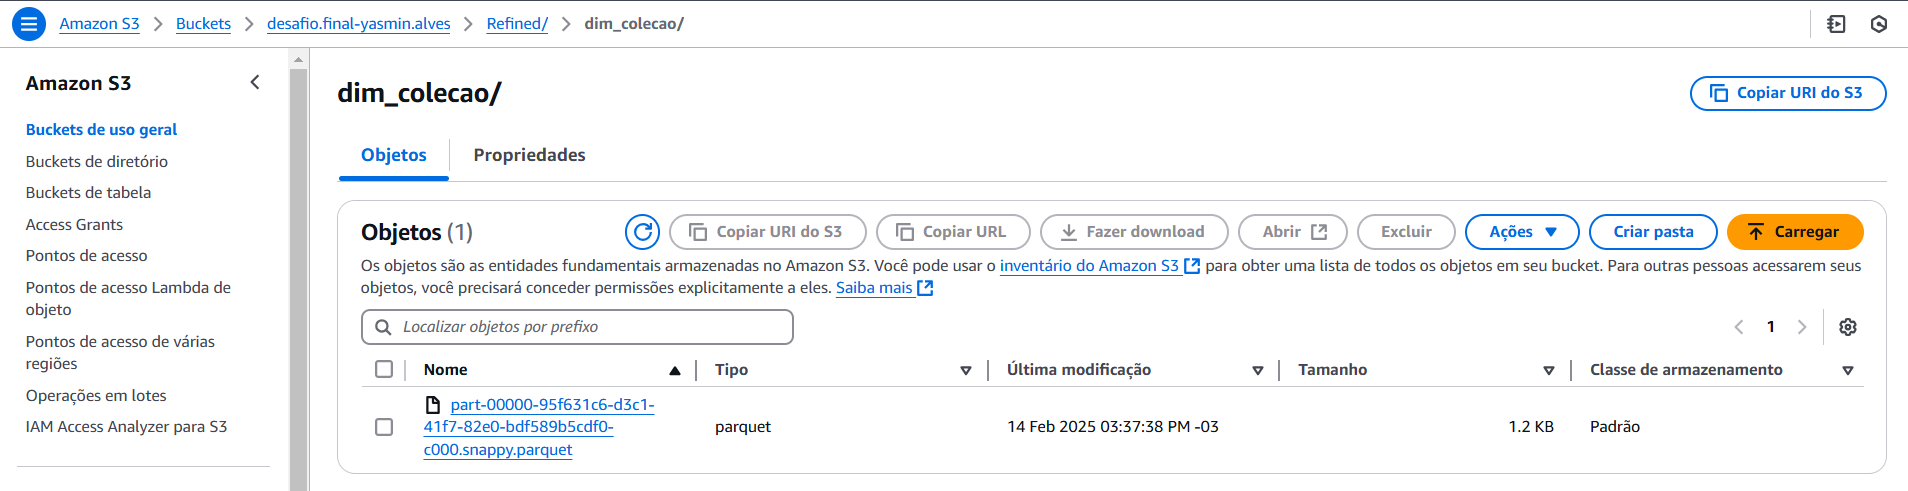 Amazon S3 > Buckets > desafio.final-yasmin.alves > Refined/ > dim_colecao/
Amazon S3
Buckets de uso geral
Buckets de diretório
Buckets de tabela
Access Grants
Pontos de acesso
Pontos de acesso Lambda de
objeto
Pontos de acesso de várias
regiões
Operações em lotes
IAM Access Analyzer para S3
dim_colecao/
Copiar URI do S3
Objetos
Propriedades
Objetos (1)
Copiar URI do S3
Copiar URL
Fazer download
Abrir
Excluir
Ações
Criar pasta
Carregar
Os objetos são as entidades fundamentais armazenadas no Amazon S3. Você pode usar o inventário do Amazon S3 para obter uma lista de todos os objetos em seu bucket. Para outras pessoas acessarem seus
objetos, você precisará conceder permissões explicitamente a eles. Saiba mais
Localizar objetos por prefixo
1
Nome Tipo Última modificação Tamanho Classe de armazenamento
part-00000-95f631c6-d3c1-
41f7-82e0-bdf589b5cdf0-
c000.snappy.parquet
parquet
14 Feb 2025 03:37:38 PM -03
1.2 KB
Padrão